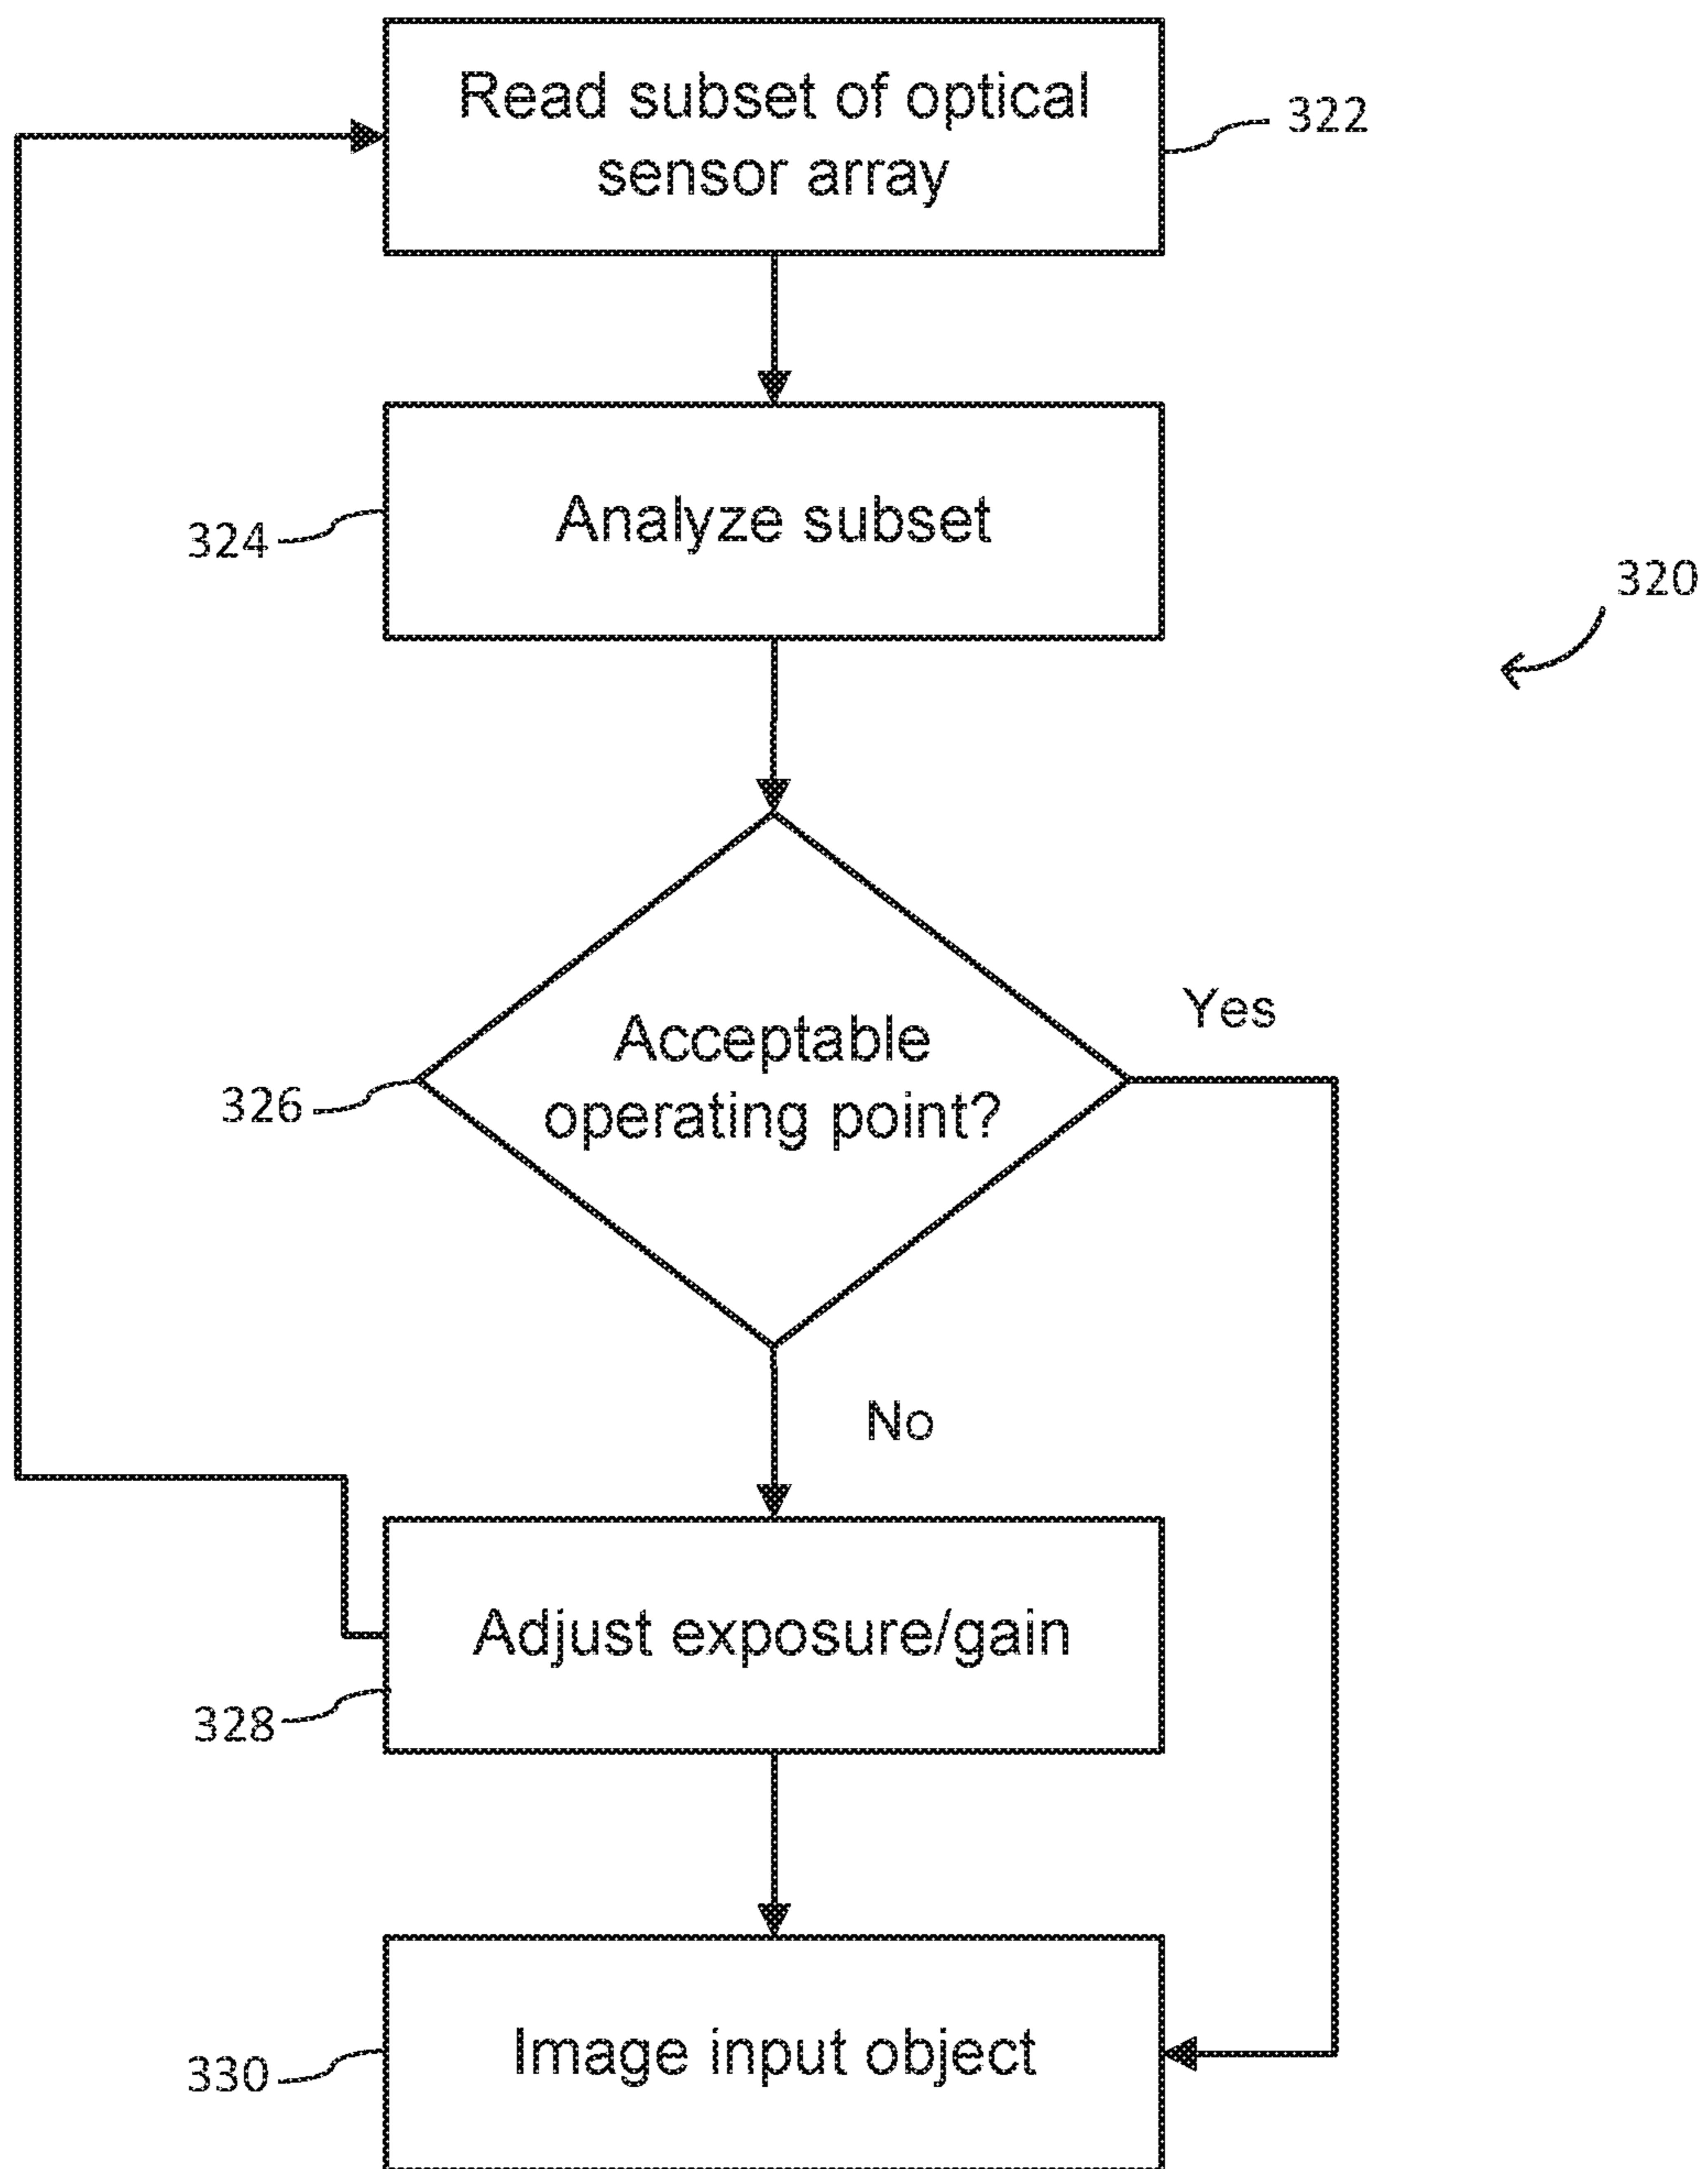 Read subset of optical
sensor array
322
Analyze subset
324
320
Acceptable
operating point?
326
Yes
No
Adjust exposure/gain
328
Image input object
330